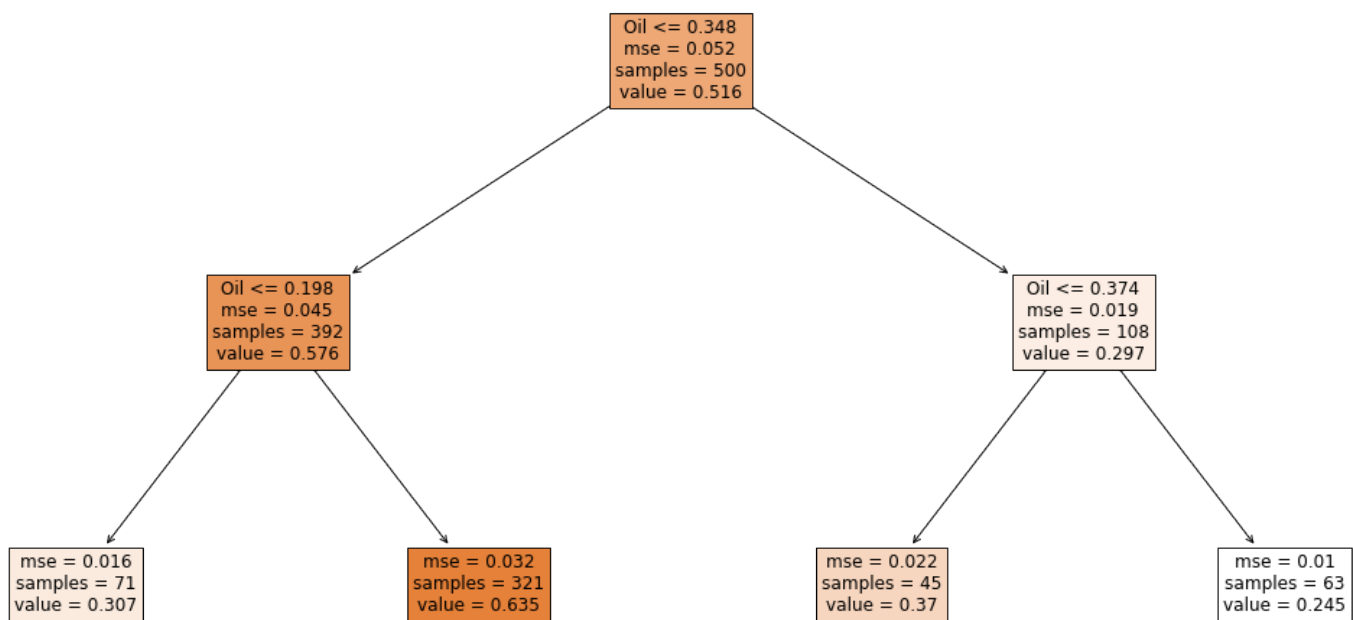 Oil <= 0.348
mse = 0.052
samples = 500
value = 0.516
Oil <= 0.198
mse = 0.045
samples = 392
value = 0.576
Oil <= 0.374
mse = 0.019
samples = 108
value = 0.297
mse = 0.016
samples = 71
value = 0.307
mse = 0.032
samples = 321
value = 0.635
mse = 0.022
samples = 45
value = 0.37
mse = 0.01
samples = 63
value = 0.245